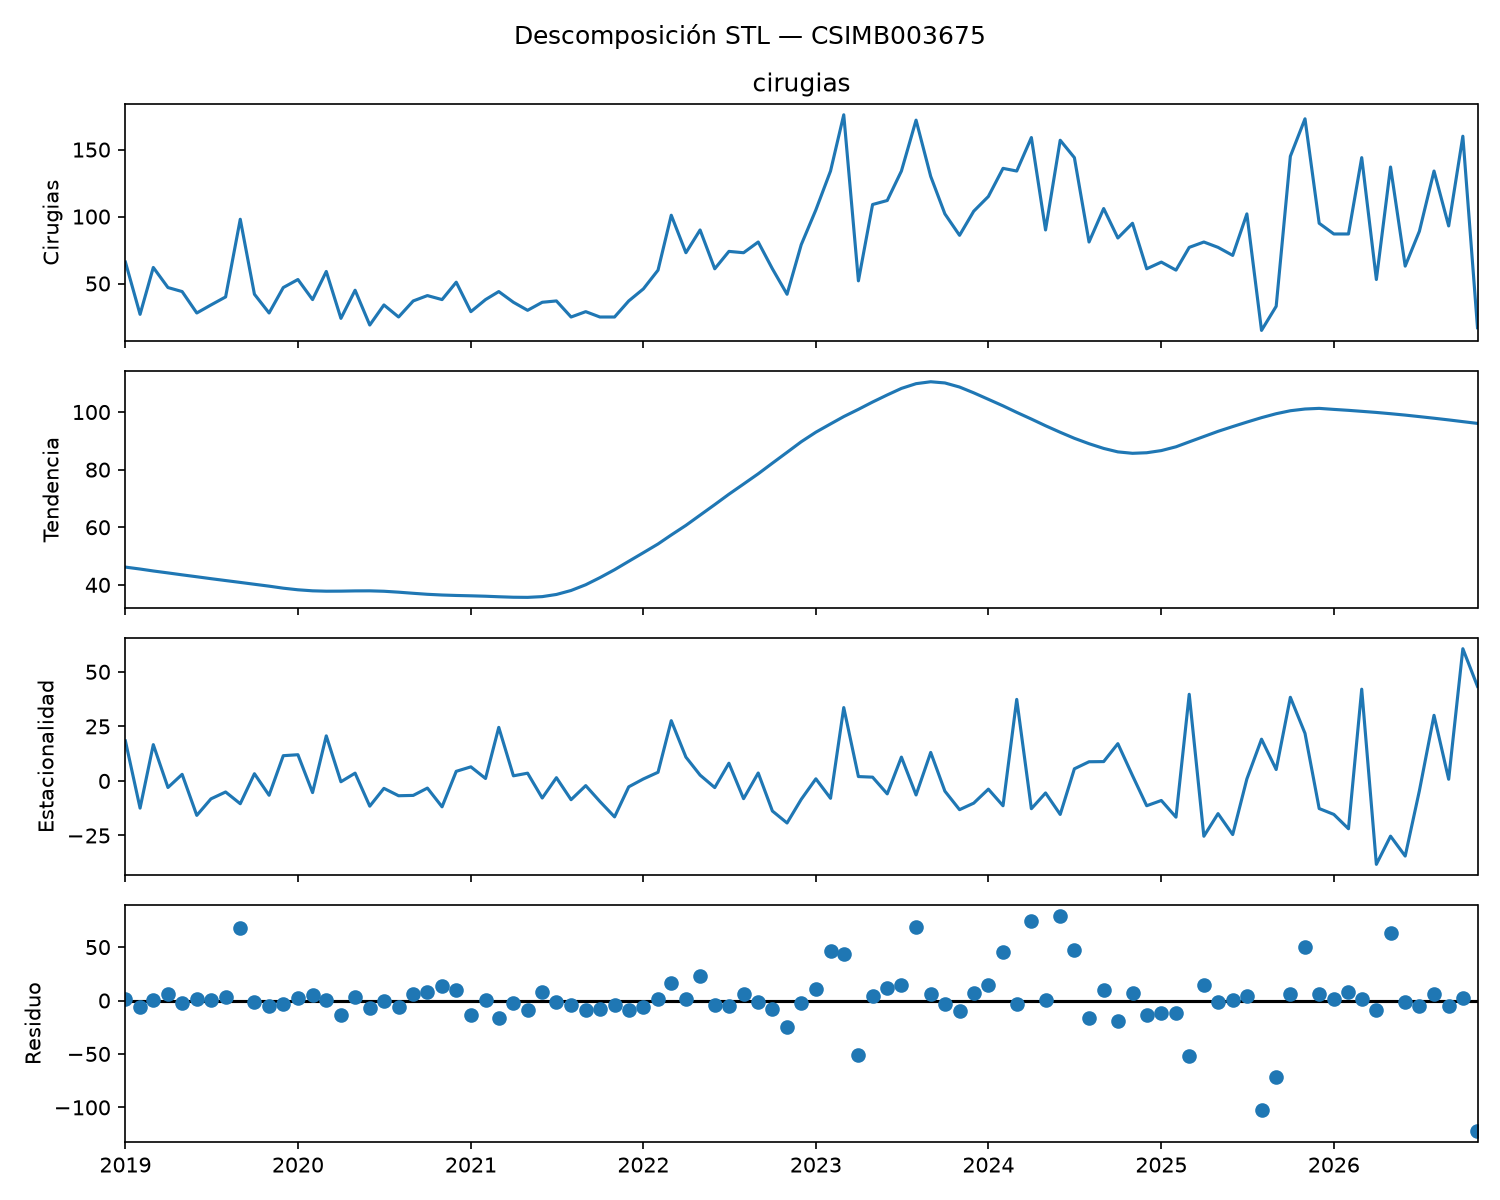 Descomposición STL — CSIMB003675
cirugias
150
100
50
Cirugias
100
80
60
40
Tendencia
50
25
0
−25
Estacionalidad
50
0
−50
−100
Residuo
2019 2020 2021 2022 2023 2024 2025 2026